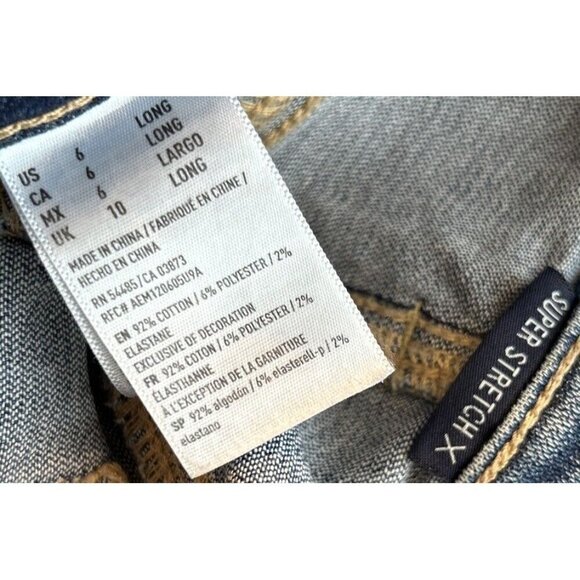 US 6 LONG
CA 6 LONG
MX 6 LARGO
UK 10 LONG
MADE IN CHINA / FABRIQUÉ EN CHINE /
HECHO EN CHINA
RN 54485/CA 03873
RFC# AEM120605U9A
EN 92% COTTON / 6% POLYESTER / 2%
ELASTANE
EXCLUSIVE OF DECORATION
FR 92% COTON / 6% POLYESTER / 2%
ÉLASTHANNE
À L'EXCEPTION DE LA GARNITURE
SP 92% algodón / 6% elasterell-p / 2%
elastano
SUPER STRETCH X